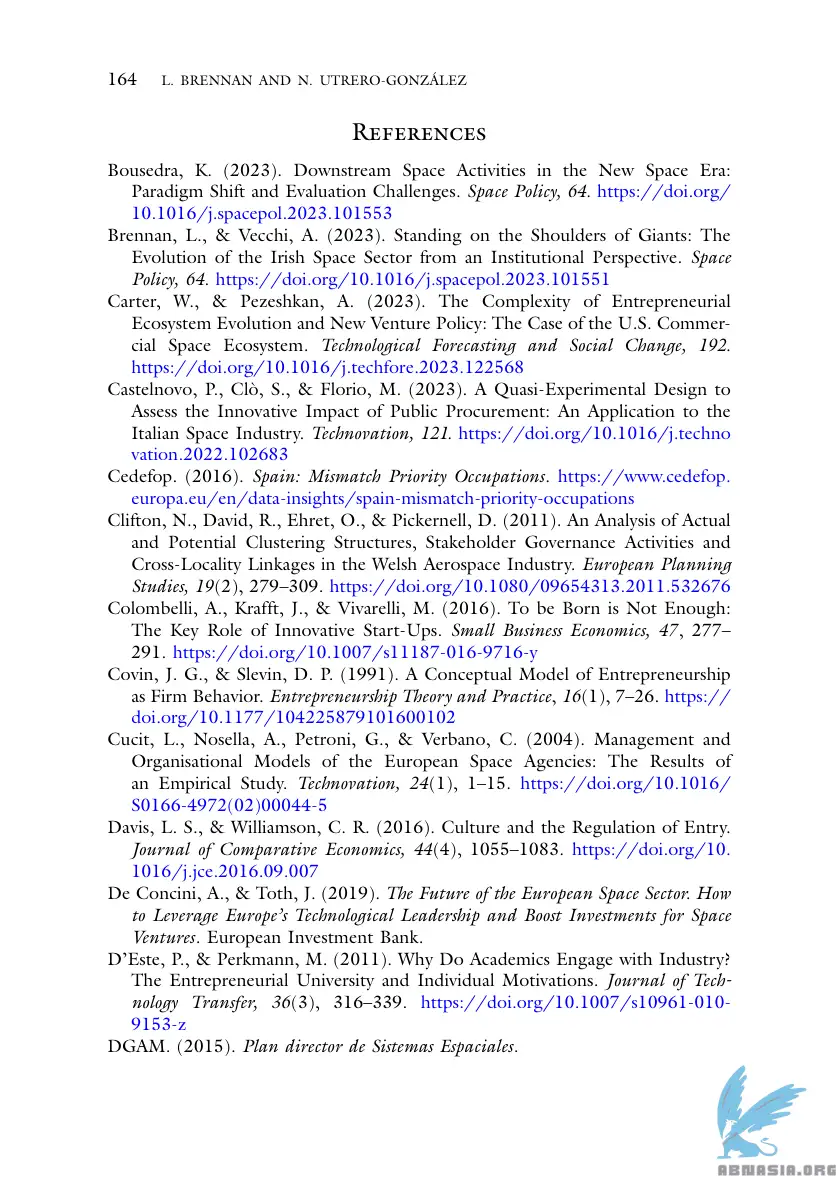 164 L. BRENNAN AND N. UTRERO-GONZÁLEZ
References
Bousedra, K. (2023). Downstream Space Activities in the New Space Era:
Paradigm Shift and Evaluation Challenges. Space Policy, 64. https://doi.org/
10.1016/j.spacepol.2023.101553
Brennan, L., & Vecchi, A. (2023). Standing on the Shoulders of Giants: The
Evolution of the Irish Space Sector from an Institutional Perspective. Space
Policy, 64. https://doi.org/10.1016/j.spacepol.2023.101551
Carter, W., & Pezeshkan, A. (2023). The Complexity of Entrepreneurial
Ecosystem Evolution and New Venture Policy: The Case of the U.S. Commer-
cial Space Ecosystem. Technological Forecasting and Social Change, 192.
https://doi.org/10.1016/j.techfore.2023.122568
Castelnovo, P., Clò, S., & Florio, M. (2023). A Quasi-Experimental Design to
Assess the Innovative Impact of Public Procurement: An Application to the
Italian Space Industry. Technovation, 121. https://doi.org/10.1016/j.techno
vation.2022.102683
Cedefop. (2016). Spain: Mismatch Priority Occupations. https://www.cedefop.
europa.eu/en/data-insights/spain-mismatch-priority-occupations
Clifton, N., David, R., Ehret, O., & Pickernell, D. (2011). An Analysis of Actual
and Potential Clustering Structures, Stakeholder Governance Activities and
Cross-Locality Linkages in the Welsh Aerospace Industry. European Planning
Studies, 19(2), 279–309. https://doi.org/10.1080/09654313.2011.532676
Colombelli, A., Krafft, J., & Vivarelli, M. (2016). To be Born is Not Enough:
The Key Role of Innovative Start-Ups. Small Business Economics, 47, 277–
291. https://doi.org/10.1007/s11187-016-9716-y
Covin, J. G., & Slevin, D. P. (1991). A Conceptual Model of Entrepreneurship
as Firm Behavior. Entrepreneurship Theory and Practice, 16(1), 7–26. https://
doi.org/10.1177/104225879101600102
Cucit, L., Nosella, A., Petroni, G., & Verbano, C. (2004). Management and
Organisational Models of the European Space Agencies: The Results of
an Empirical Study. Technovation, 24(1), 1–15. https://doi.org/10.1016/
S0166-4972(02)00044-5
Davis, L. S., & Williamson, C. R. (2016). Culture and the Regulation of Entry.
Journal of Comparative Economics, 44(4), 1055–1083. https://doi.org/10.
1016/j.jce.2016.09.007
De Concini, A., & Toth, J. (2019). The Future of the European Space Sector. How
to Leverage Europe's Technological Leadership and Boost Investments for Space
Ventures. European Investment Bank.
D'Este, P., & Perkmann, M. (2011). Why Do Academics Engage with Industry?
The Entrepreneurial University and Individual Motivations. Journal of Tech-
nology Transfer, 36(3), 316–339. https://doi.org/10.1007/s10961-010-
9153-z
DGAM. (2015). Plan director de Sistemas Espaciales.
ABNASIA.ORG